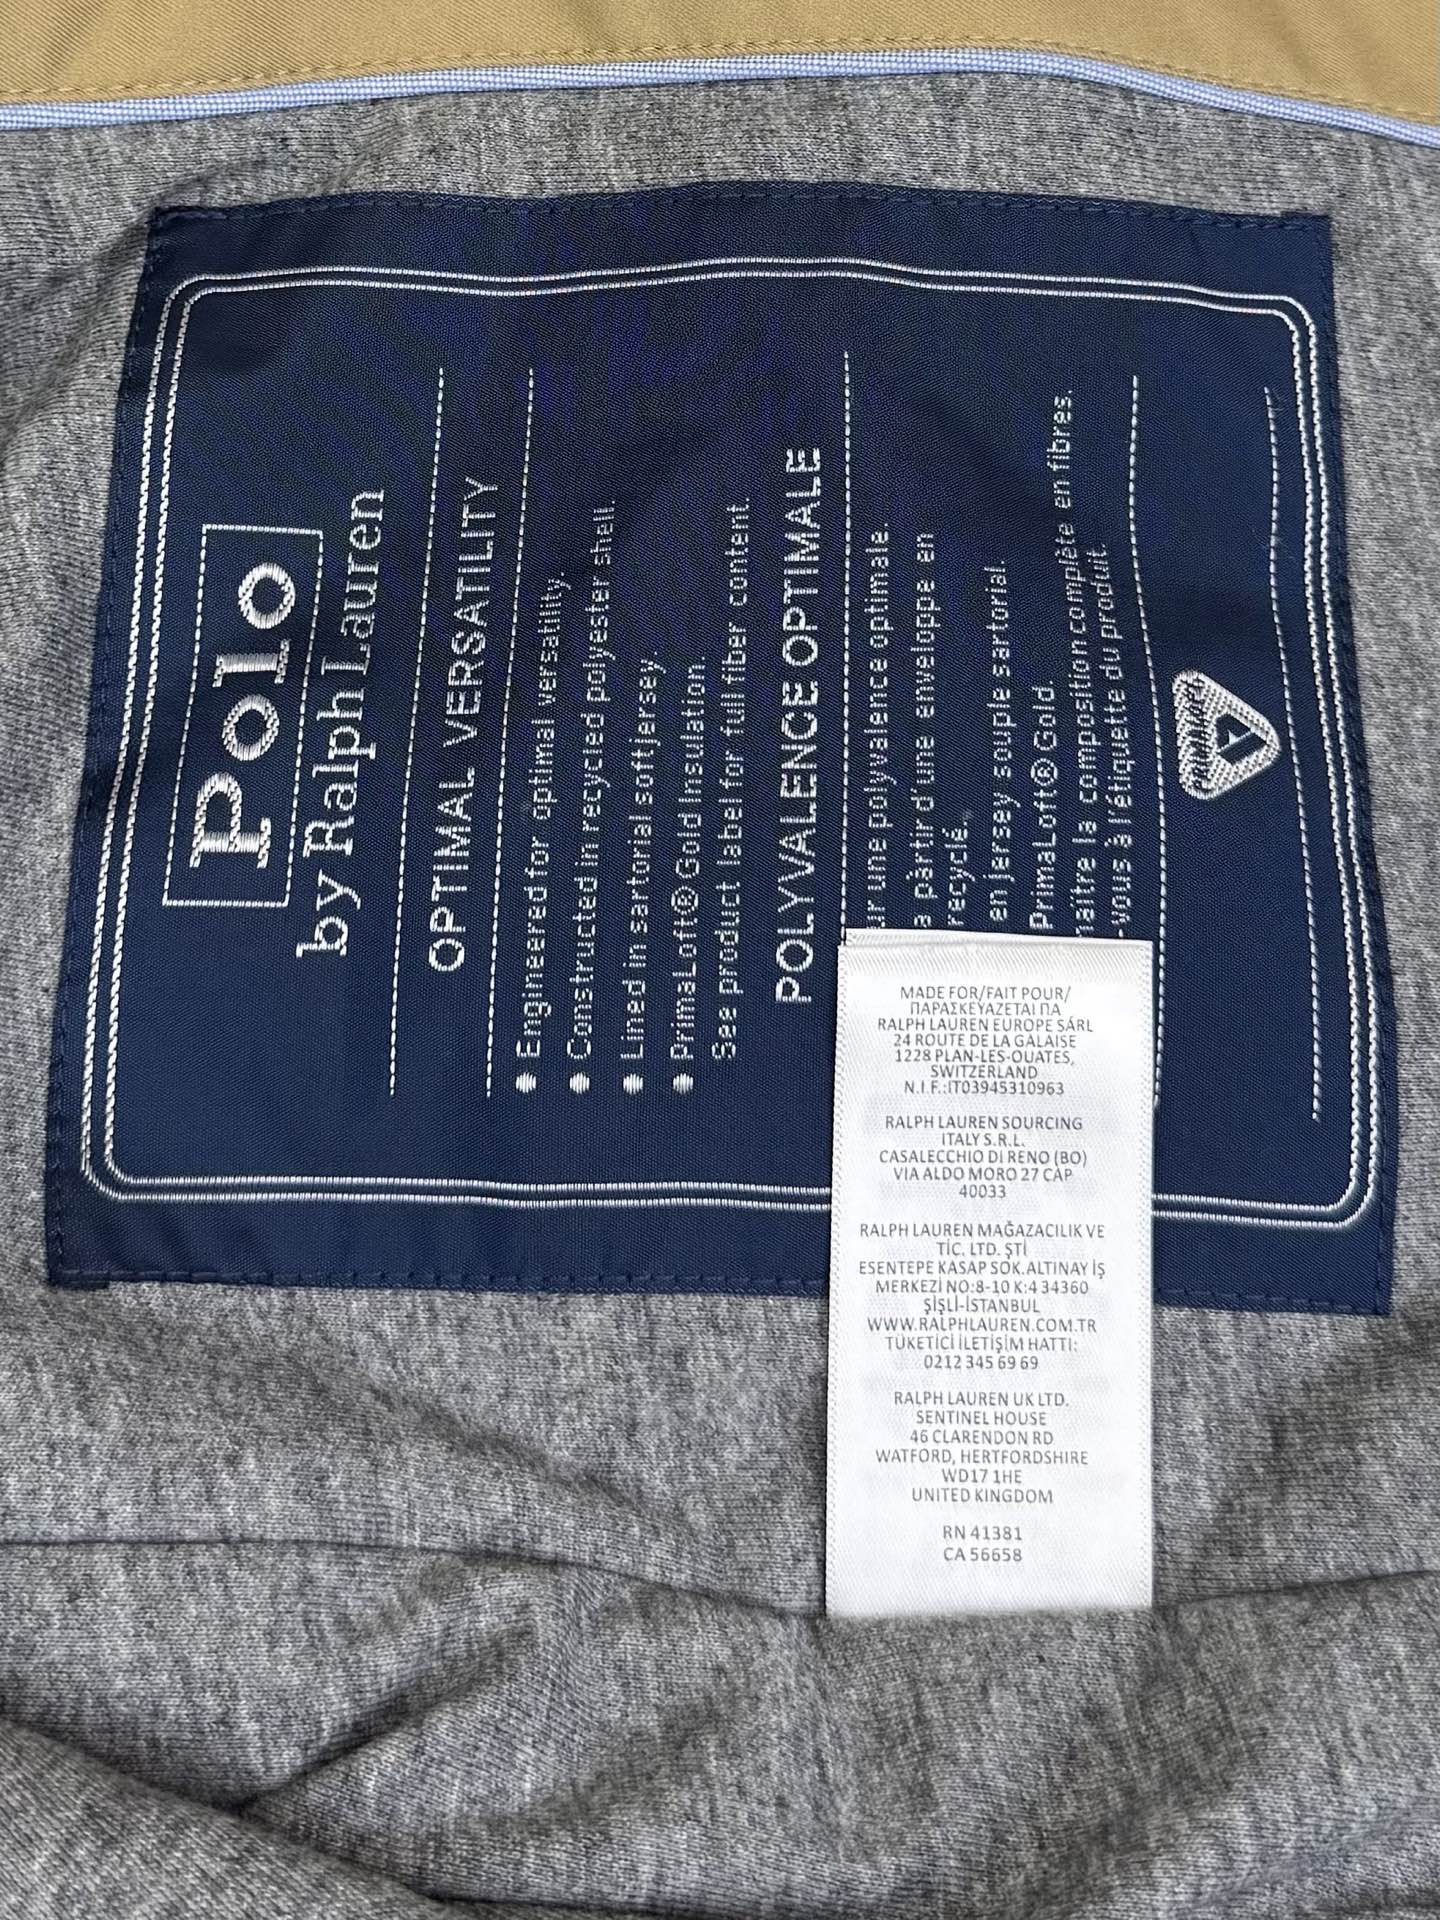 Polo
by Ralph Lauren
OPTIMAL VERSATILITY
● Engineered for optimal versatility.
● Constructed in recycled polyester shell.
● Lined in sartorial soft jersey.
● PrimaLoft® Gold Insulation.
See product label for full fiber content.
POLYVALENCE OPTIMALE
une polyvalence optimale.
partir d'une enveloppe en
recyclé.
en jersey souple sartorial.
PrimaLoft® Gold.
la composition complète en fibres.
-vous à l'étiquette du produit.
PRIMALOFT
MADE FOR/FAIT POUR/
ΠΑΡΑΣΚΕΥΑΖΕΤΑΙ ΓΙΑ
RALPH LAUREN EUROPE SÁRL
24 ROUTE DE LA GALAISE
1228 PLAN-LES-OUATES,
SWITZERLAND
N.I.F.:IT03945310963
RALPH LAUREN SOURCING
ITALY S.R.L.
CASALECCHIO DI RENO (BO)
VIA ALDO MORO 27 CAP
40033
RALPH LAUREN MAĞAZACILIK VE
TİC. LTD. ŞTİ
ESENTEPE KASAP SOK. ALTINAY İŞ
MERKEZİ NO:8-10 K:4 34360
ŞİŞLİ-İSTANBUL
WWW.RALPHLAUREN.COM.TR
TÜKETİCİ İLETİŞİM HATTI:
0212 345 69 69
RALPH LAUREN UK LTD.
SENTINEL HOUSE
46 CLARENDON RD
WATFORD, HERTFORDSHIRE
WD17 1HE
UNITED KINGDOM
RN 41381
CA 56658